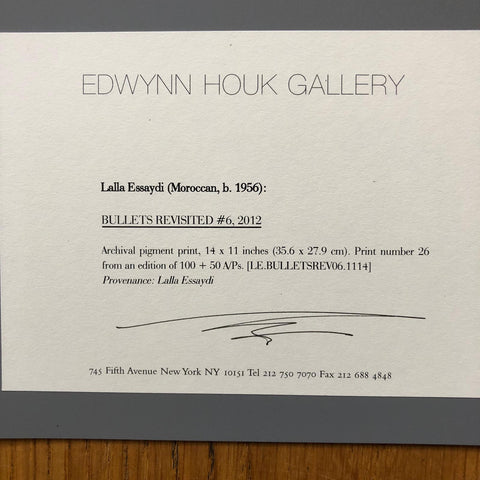 EDWYNN HOUK GALLERY
Lalla Essaydi (Moroccan, b. 1956):
BULLETS REVISITED #6, 2012
Archival pigment print, 14 x 11 inches (35.6 x 27.9 cm). Print number 26
from an edition of 100 + 50 A/Ps. [LE.BULLETSREV06.1114]
Provenance: Lalla Essaydi
745 Fifth Avenue New York NY 10151 Tel 212 750 7070 Fax 212 688 4848